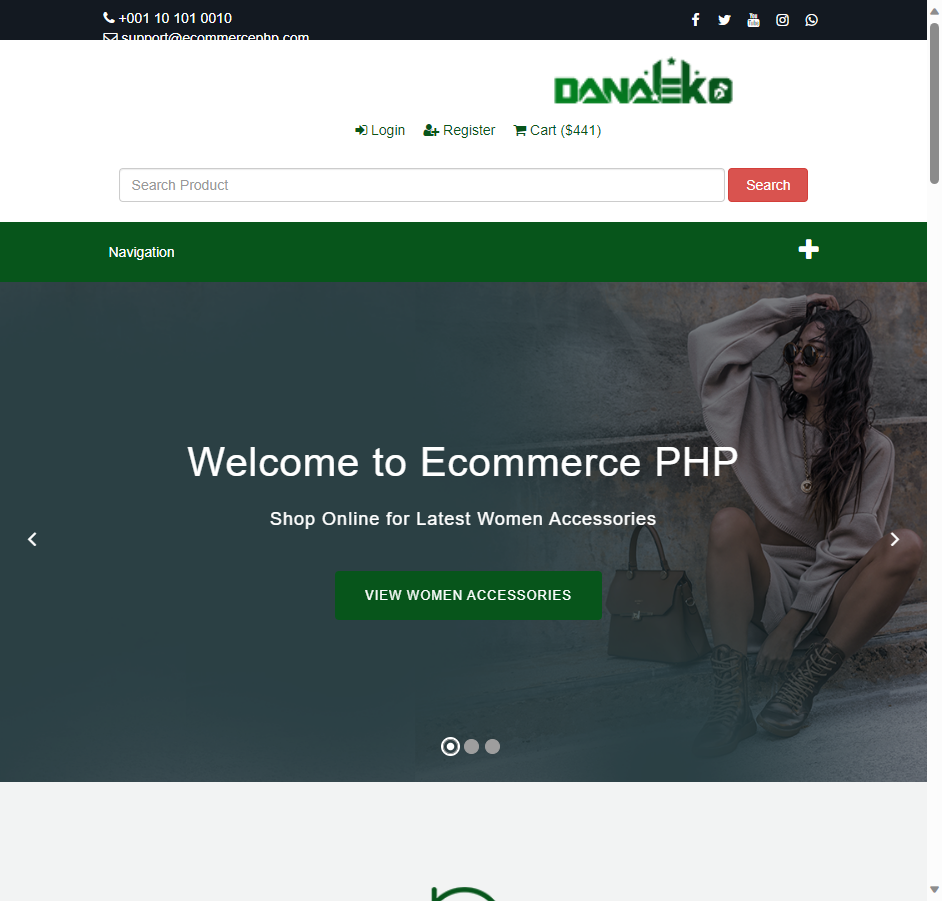 +001 10 101 0010
support@ecommercephp.com
DANALEKO
Login Register Cart ($441)
Search Product Search
Navigation
Welcome to Ecommerce PHP
Shop Online for Latest Women Accessories
VIEW WOMEN ACCESSORIES